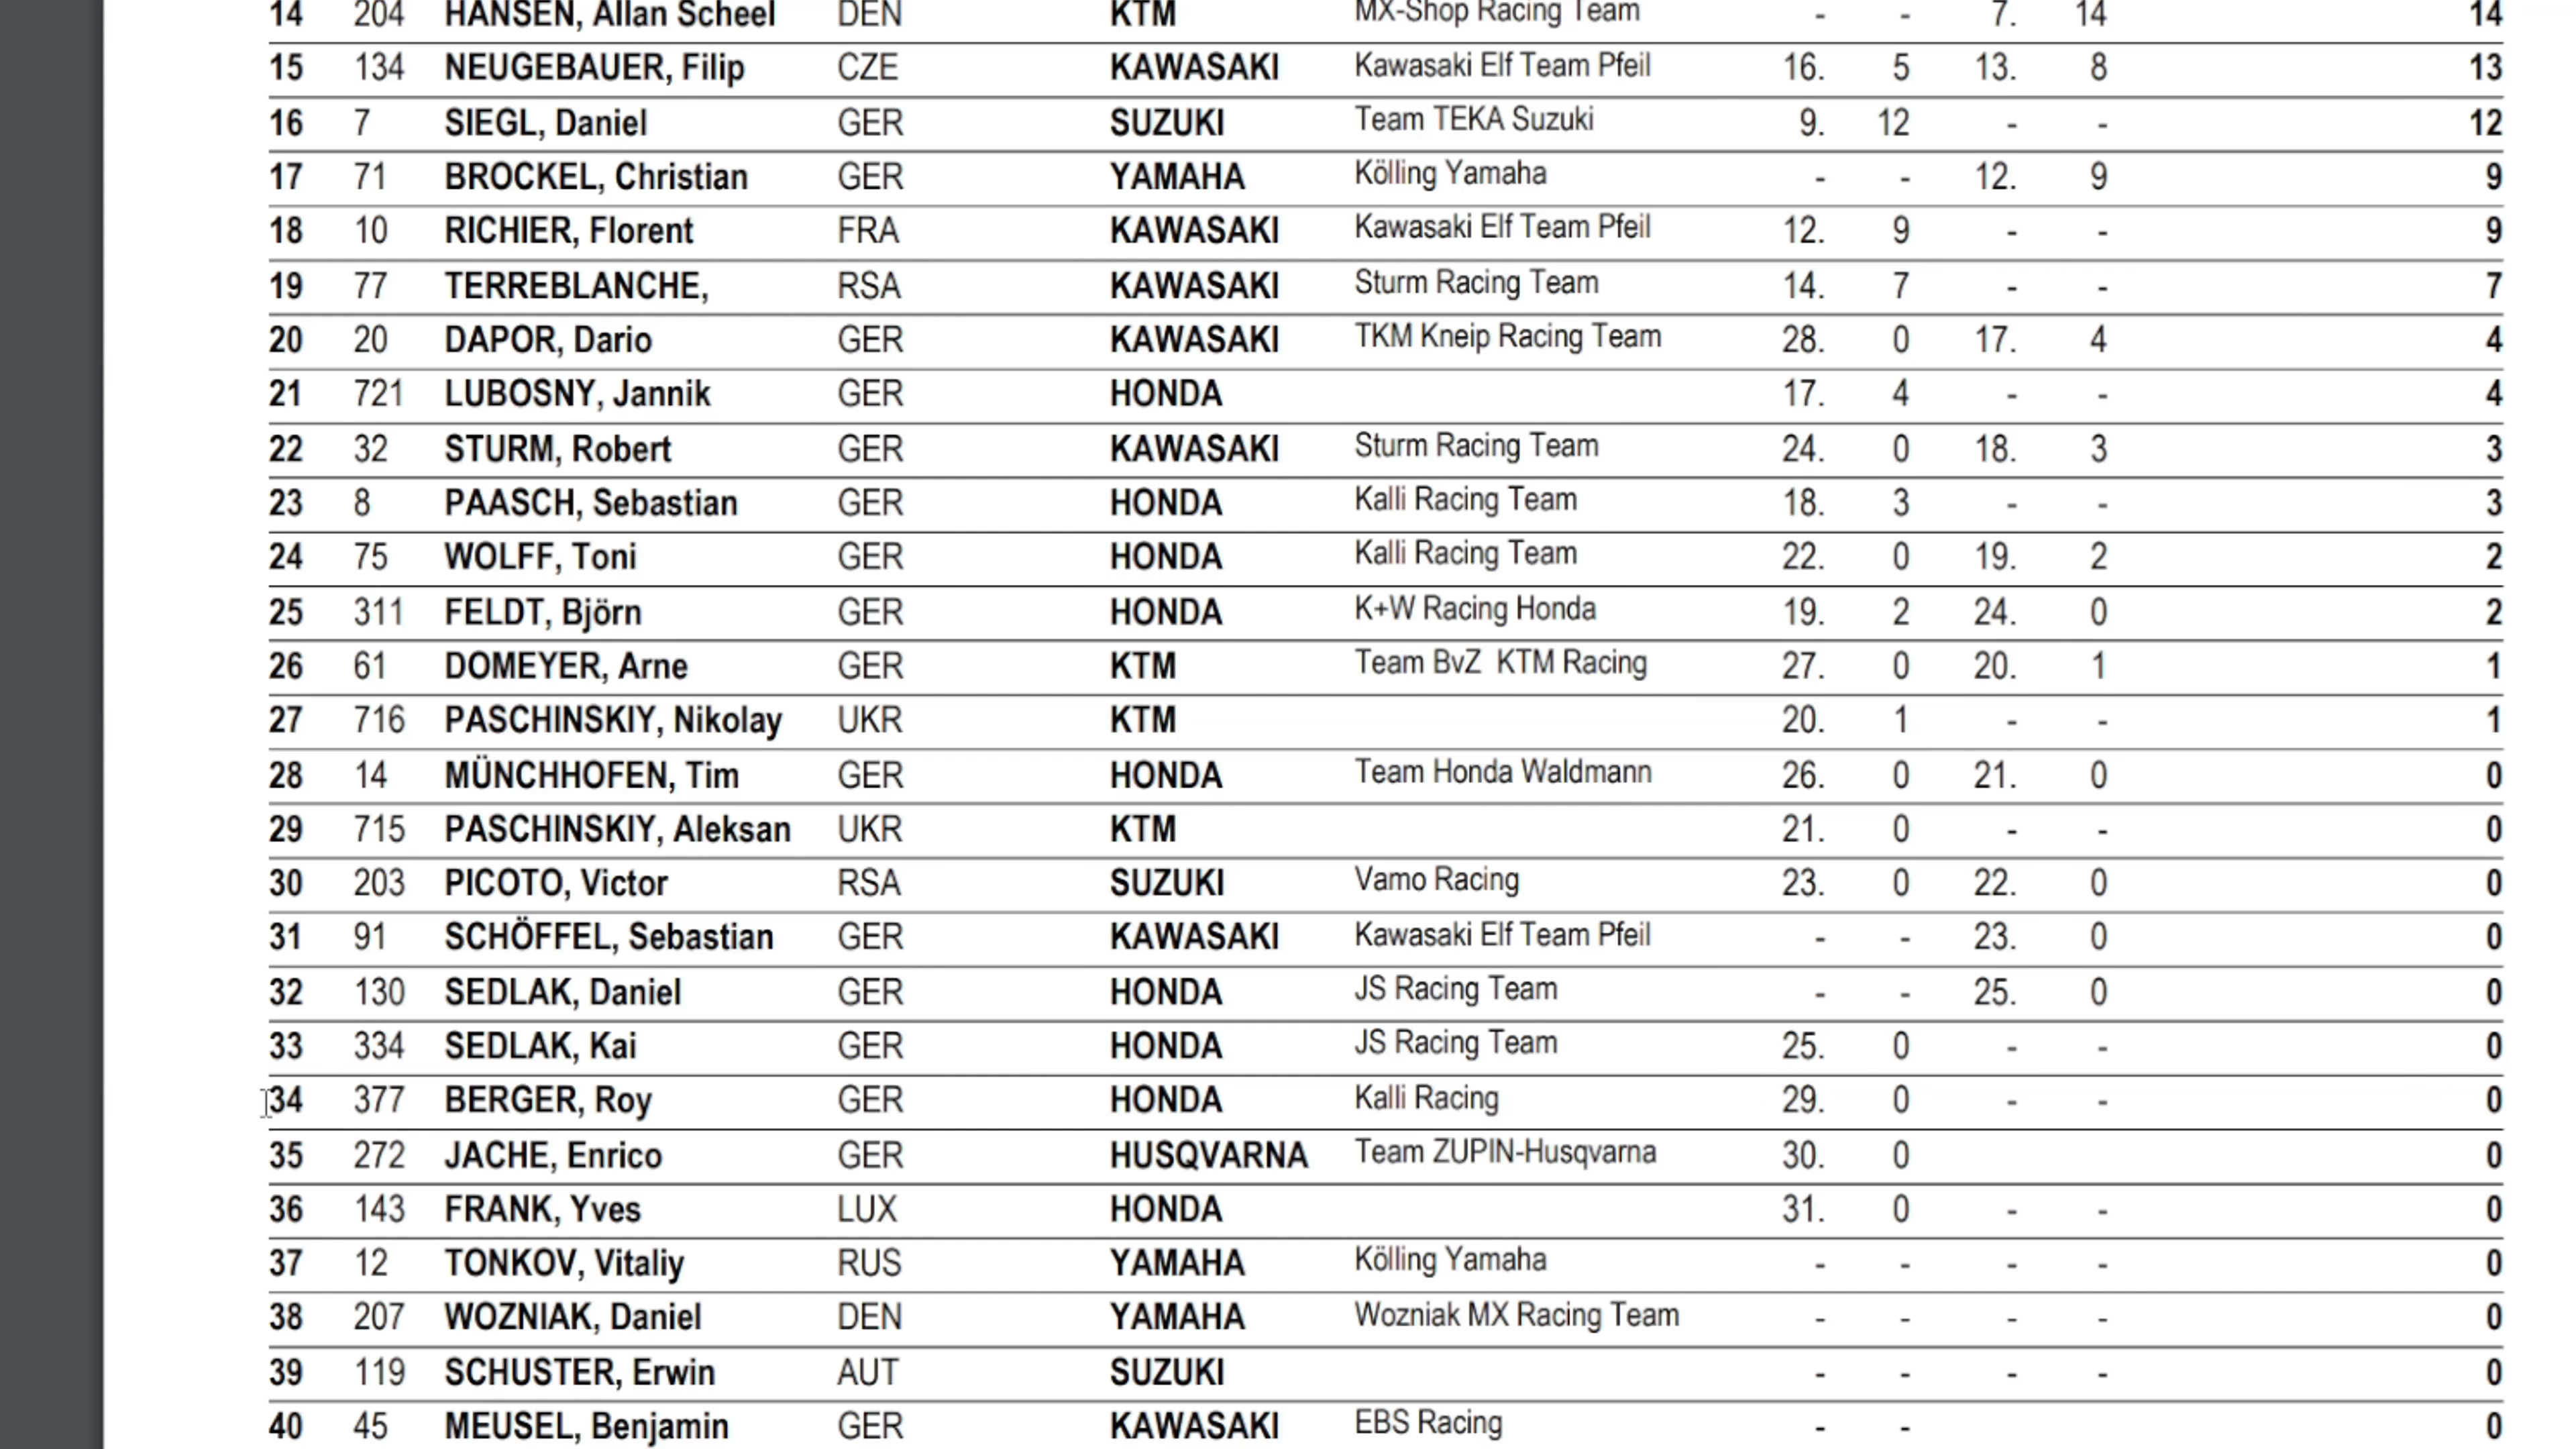 14 204 HANSEN, Allan Scheel DEN KTM MX-Shop Racing Team - - 7. 14 14
15 134 NEUGEBAUER, Filip CZE KAWASAKI Kawasaki Elf Team Pfeil 16. 5 13. 8 13
16 7 SIEGL, Daniel GER SUZUKI Team TEKA Suzuki 9. 12 - - 12
17 71 BROCKEL, Christian GER YAMAHA Kölling Yamaha - - 12. 9 9
18 10 RICHIER, Florent FRA KAWASAKI Kawasaki Elf Team Pfeil 12. 9 - - 9
19 77 TERREBLANCHE, RSA KAWASAKI Sturm Racing Team 14. 7 - - 7
20 20 DAPOR, Dario GER KAWASAKI TKM Kneip Racing Team 28. 0 17. 4 4
21 721 LUBOSNY, Jannik GER HONDA 17. 4 - - 4
22 32 STURM, Robert GER KAWASAKI Sturm Racing Team 24. 0 18. 3 3
23 8 PAASCH, Sebastian GER HONDA Kalli Racing Team 18. 3 - - 3
24 75 WOLFF, Toni GER HONDA Kalli Racing Team 22. 0 19. 2 2
25 311 FELDT, Björn GER HONDA K+W Racing Honda 19. 2 24. 0 2
26 61 DOMEYER, Arne GER KTM Team BvZ KTM Racing 27. 0 20. 1 1
27 716 PASCHINSKIY, Nikolay UKR KTM 20. 1 - - 1
28 14 MÜNCHHOFEN, Tim GER HONDA Team Honda Waldmann 26. 0 21. 0 0
29 715 PASCHINSKIY, Aleksan UKR KTM 21. 0 - - 0
30 203 PICOTO, Victor RSA SUZUKI Vamo Racing 23. 0 22. 0 0
31 91 SCHÖFFEL, Sebastian GER KAWASAKI Kawasaki Elf Team Pfeil - - 23. 0 0
32 130 SEDLAK, Daniel GER HONDA JS Racing Team - - 25. 0 0
33 334 SEDLAK, Kai GER HONDA JS Racing Team 25. 0 - - 0
34 377 BERGER, Roy GER HONDA Kalli Racing 29. 0 - - 0
35 272 JACHE, Enrico GER HUSQVARNA Team ZUPIN-Husqvarna 30. 0 0
36 143 FRANK, Yves LUX HONDA 31. 0 - - 0
37 12 TONKOV, Vitaliy RUS YAMAHA Kölling Yamaha - - - - 0
38 207 WOZNIAK, Daniel DEN YAMAHA Wozniak MX Racing Team - - - - 0
39 119 SCHUSTER, Erwin AUT SUZUKI - - - - 0
40 45 MEUSEL, Benjamin GER KAWASAKI EBS Racing - - 0